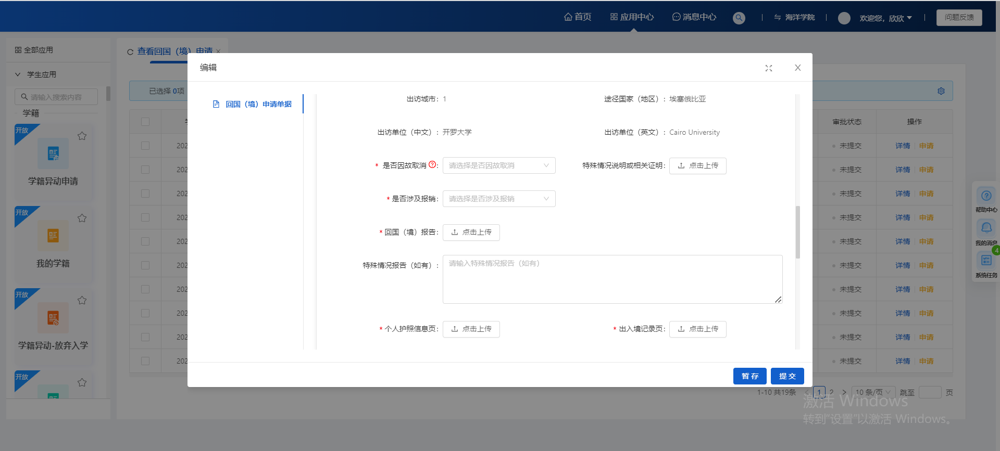 首页
应用中心
消息中心
海洋学院
欢迎您，欣欣
问题反馈
全部应用
学生应用
请输入搜索内容
学籍
开放
学籍异动申请
开放
我的学籍
开放
学籍异动-放弃入学
开放
查看回国（境）申请
已选择 0项
审批状态
操作
202
未提交
详情
申请
202
未提交
详情
申请
202
未提交
详情
申请
202
未提交
详情
申请
202
未提交
详情
申请
202
未提交
详情
申请
202
未提交
详情
申请
202
未提交
详情
申请
202
未提交
详情
申请
202
未提交
详情
申请
编辑
回国（境）申请单据
出访城市：1
途径国家（地区）：埃塞俄比亚
出访单位（中文）：开罗大学
出访单位（英文）：Cairo University
* 是否因故取消?：请选择是否因故取消
特殊情况说明或相关证明：点击上传
* 是否涉及报销：请选择是否涉及报销
* 回国（境）报告：点击上传
特殊情况报告（如有）：请输入特殊情况报告（如有）
* 个人护照信息页：点击上传
* 出入境记录页：点击上传
暂存
提交
1-10 共19条
1
2
10 条/页
跳至
页
帮助中心
我的消息
4
系统任务
激活 Windows
转到"设置"以激活 Windows。